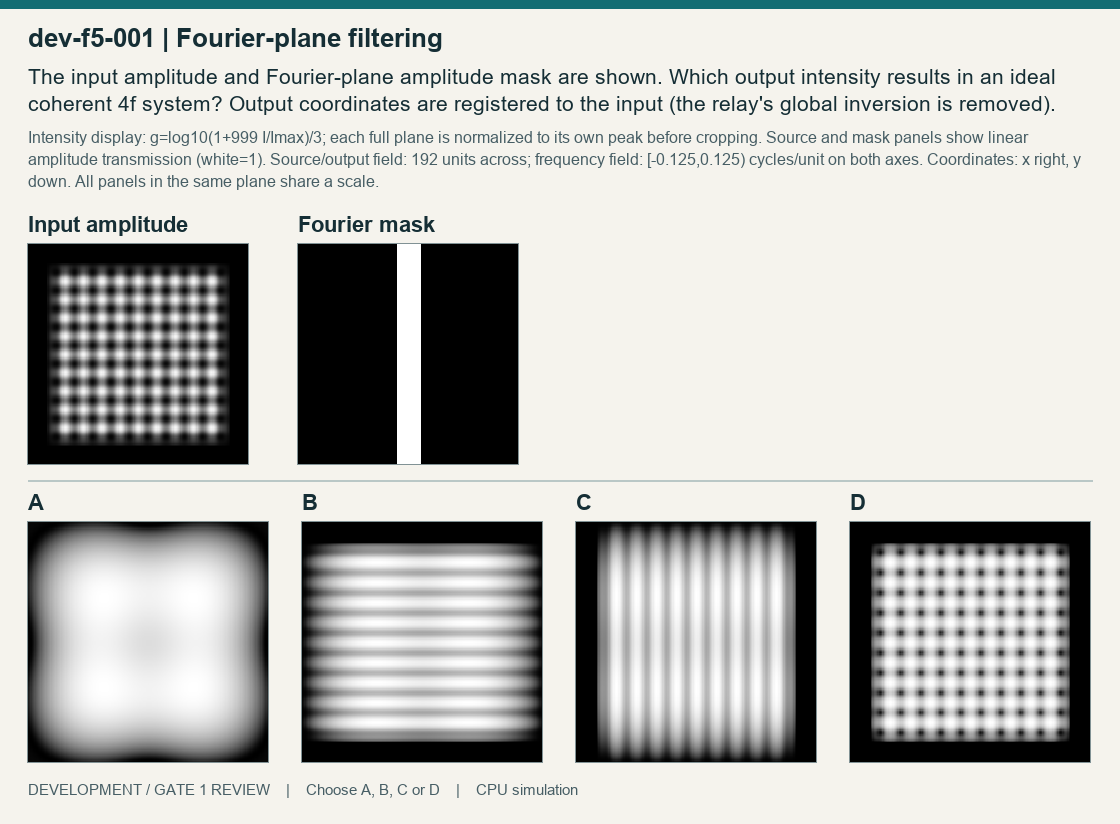 dev-f5-001 | Fourier-plane filtering
The input amplitude and Fourier-plane amplitude mask are shown. Which output intensity results in an ideal
coherent 4f system? Output coordinates are registered to the input (the relay's global inversion is removed).
Intensity display: g=log10(1+999 I/Imax)/3; each full plane is normalized to its own peak before cropping. Source and mask panels show linear
amplitude transmission (white=1). Source/output field: 192 units across; frequency field: [-0.125,0.125) cycles/unit on both axes. Coordinates: x right, y
down. All panels in the same plane share a scale.
Input amplitude
Fourier mask
A
B
C
D
DEVELOPMENT / GATE 1 REVIEW | Choose A, B, C or D | CPU simulation